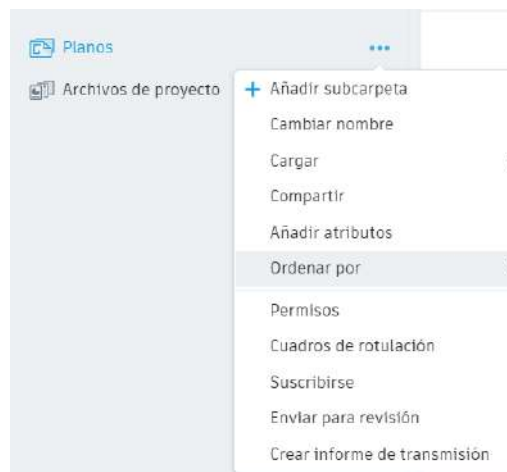 Planos
Archivos de proyecto
Añadir subcarpeta
Cambiar nombre
Cargar
Compartir
Añadir atributos
Ordenar por
Permisos
Cuadros de rotulación
Suscribirse
Enviar para revisión
Crear informe de transmisión